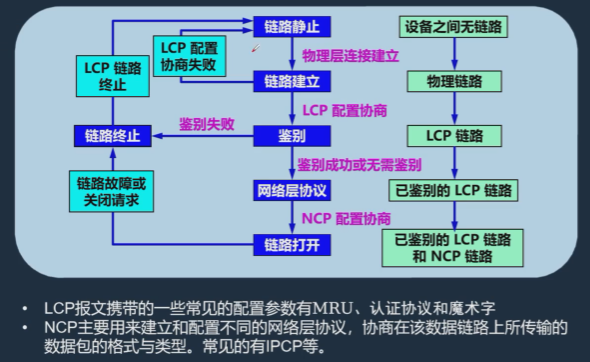 链路静止
设备之间无链路
LCP 配置
协商失败
物理层连接建立
LCP 链路
终止
链路建立
物理链路
LCP 配置协商
鉴别失败
链路终止
鉴别
LCP 链路
鉴别成功或无需鉴别
链路故障或
关闭请求
网络层协议
已鉴别的 LCP 链路
NCP 配置协商
链路打开
已鉴别的 LCP 链路
和 NCP 链路
• LCP报文携带的一些常见的配置参数有MRU、认证协议和魔术字
• NCP主要用来建立和配置不同的网络层协议，协商在该数据链路上所传输的
数据包的格式与类型。常见的有IPCP等。